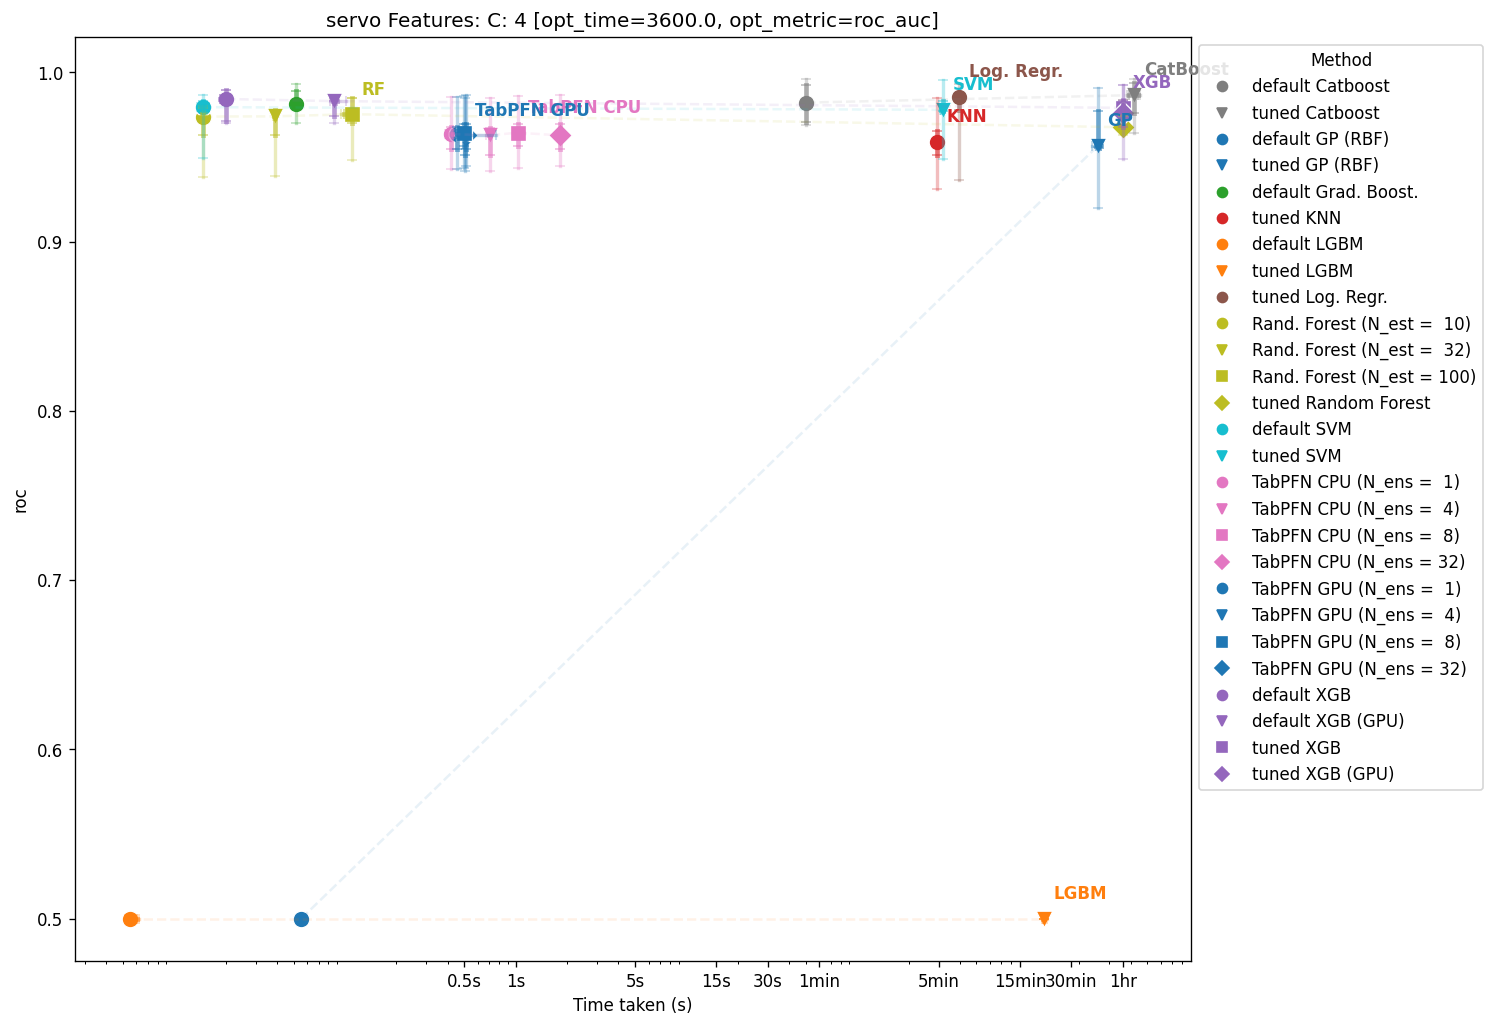 servo Features: C: 4 [opt_time=3600.0, opt_metric=roc_auc]
1.0
0.9
0.8
0.7
0.6
0.5
roc
RF
TabPFN CPU
TabPFN GPU
Log. Regr.
SVM
KNN
CatBoost
XGB
GP
LGBM
0.5s
1s
5s
15s
30s
1min
5min
15min
30min
1hr
Time taken (s)
Method
default Catboost
tuned Catboost
default GP (RBF)
tuned GP (RBF)
default Grad. Boost.
tuned KNN
default LGBM
tuned LGBM
tuned Log. Regr.
Rand. Forest (N_est =  10)
Rand. Forest (N_est =  32)
Rand. Forest (N_est = 100)
tuned Random Forest
default SVM
tuned SVM
TabPFN CPU (N_ens =  1)
TabPFN CPU (N_ens =  4)
TabPFN CPU (N_ens =  8)
TabPFN CPU (N_ens = 32)
TabPFN GPU (N_ens =  1)
TabPFN GPU (N_ens =  4)
TabPFN GPU (N_ens =  8)
TabPFN GPU (N_ens = 32)
default XGB
default XGB (GPU)
tuned XGB
tuned XGB (GPU)